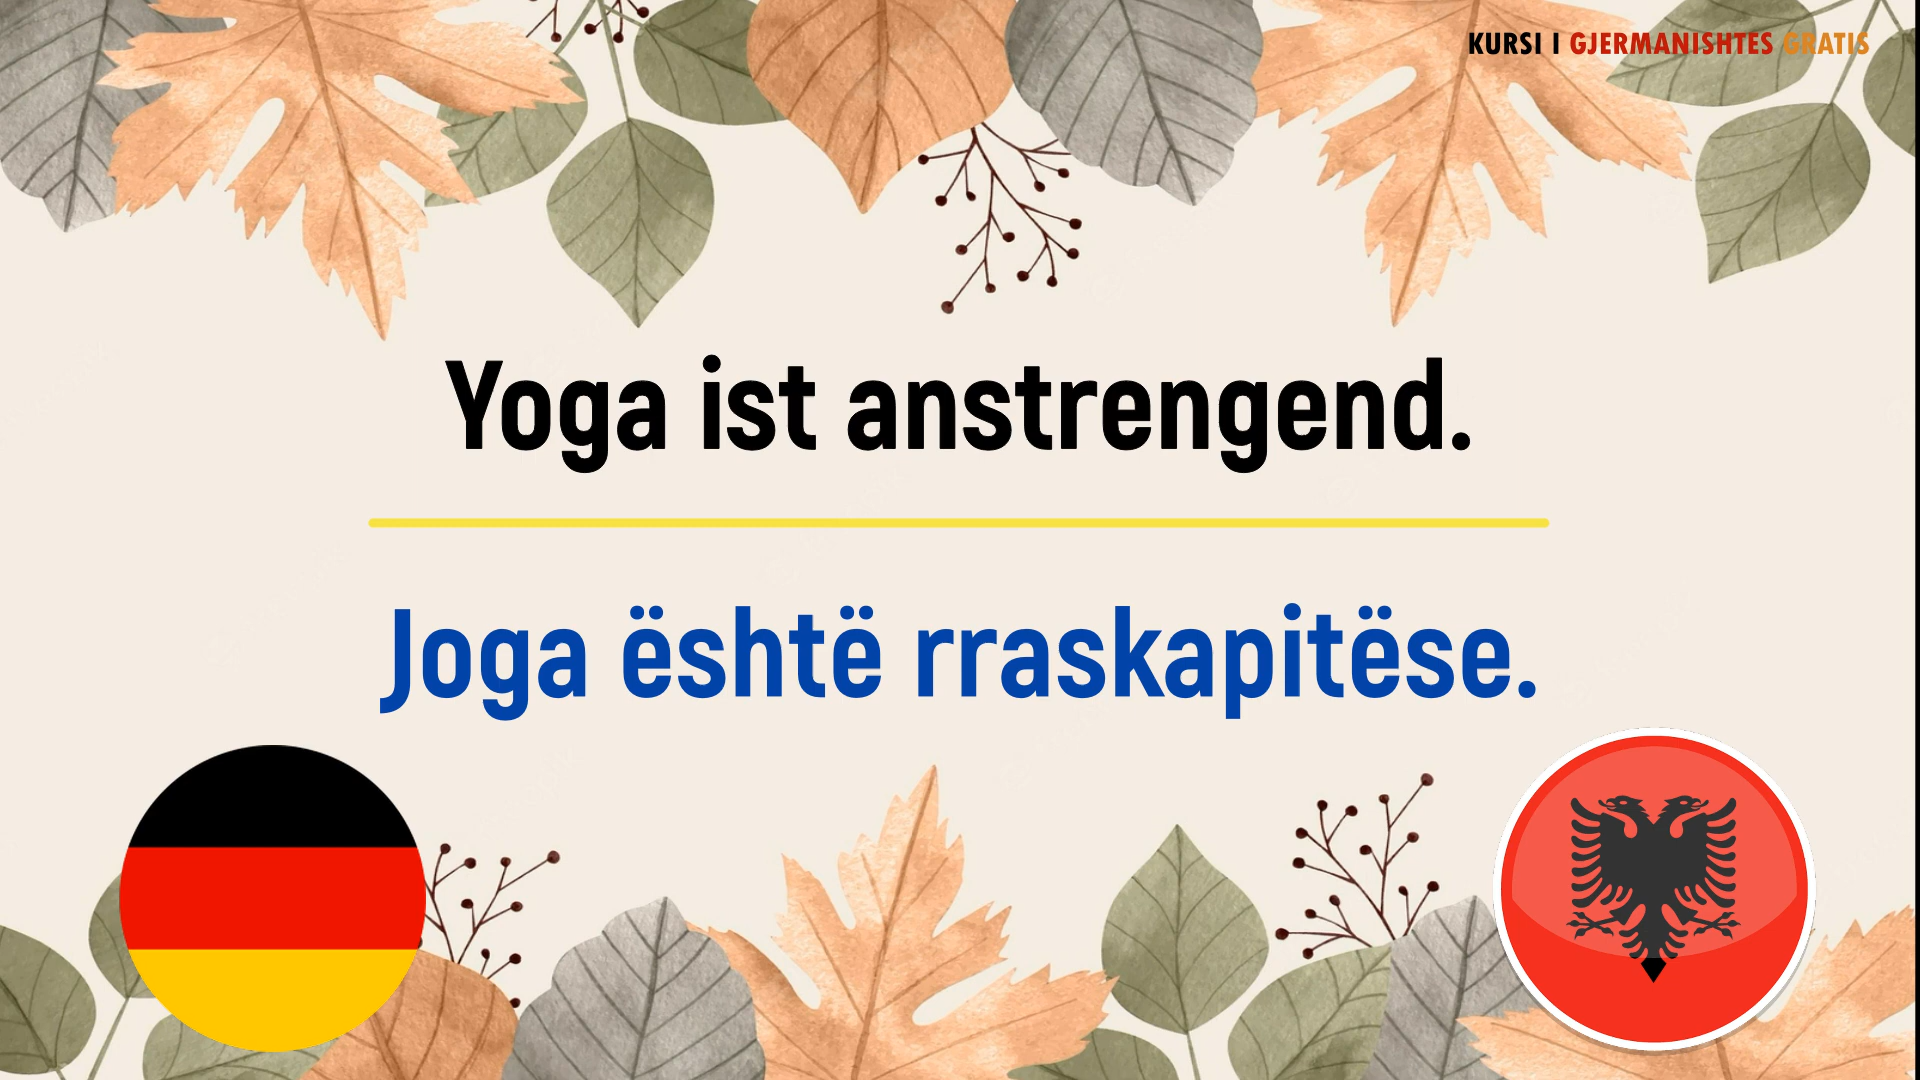 KURSI I GJERMANISHTES GRATIS
Yoga ist anstrengend.
Joga është rraskapitëse.